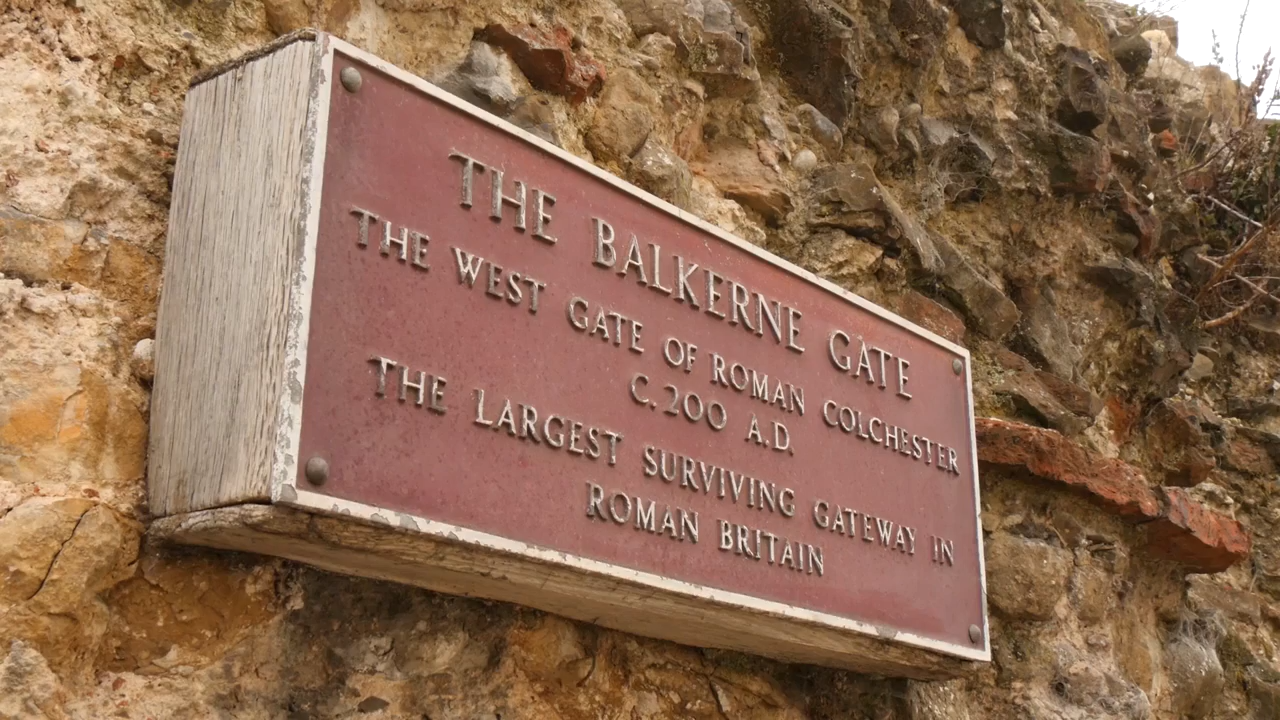 THE BALKERNE GATE
THE WEST GATE OF ROMAN COLCHESTER
C. 200 A.D.
THE LARGEST SURVIVING GATEWAY IN
ROMAN BRITAIN